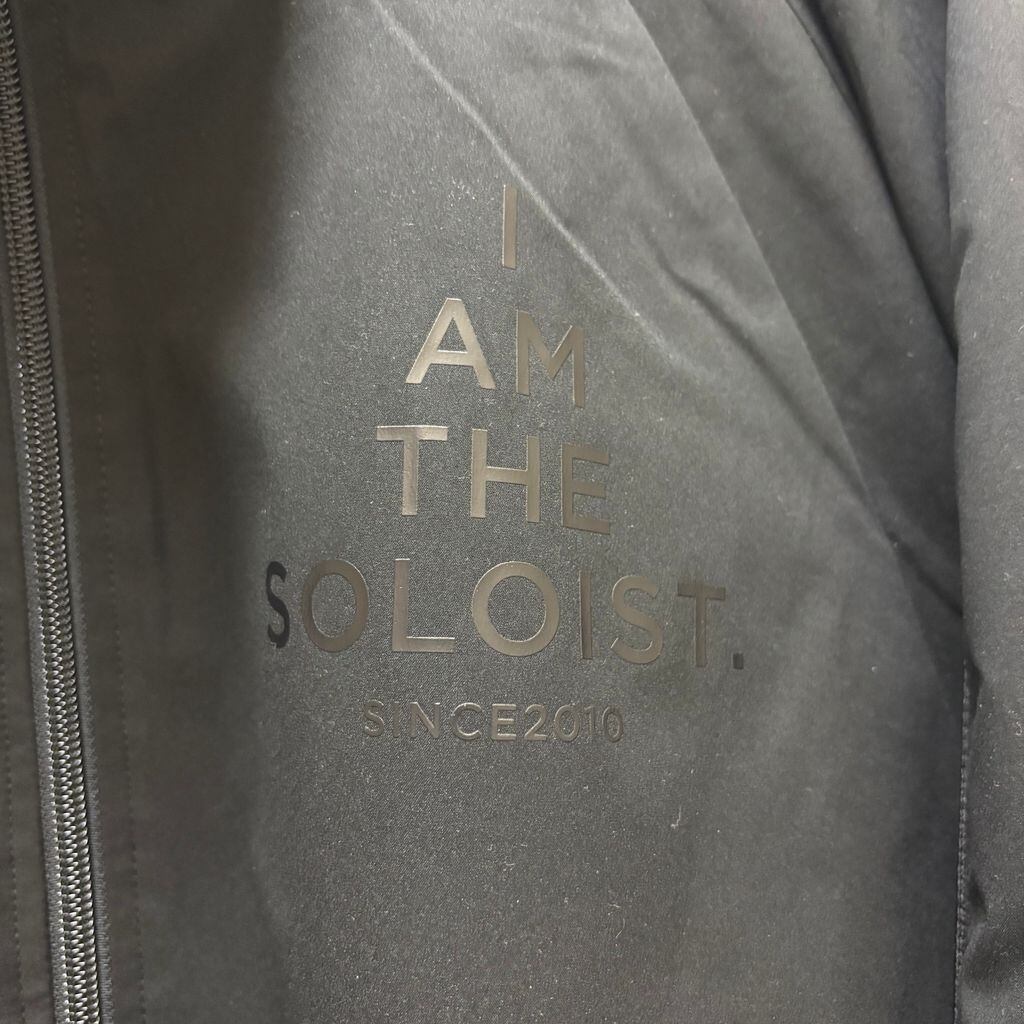 I
AM
THE
SOLOIST.
SINCE2010